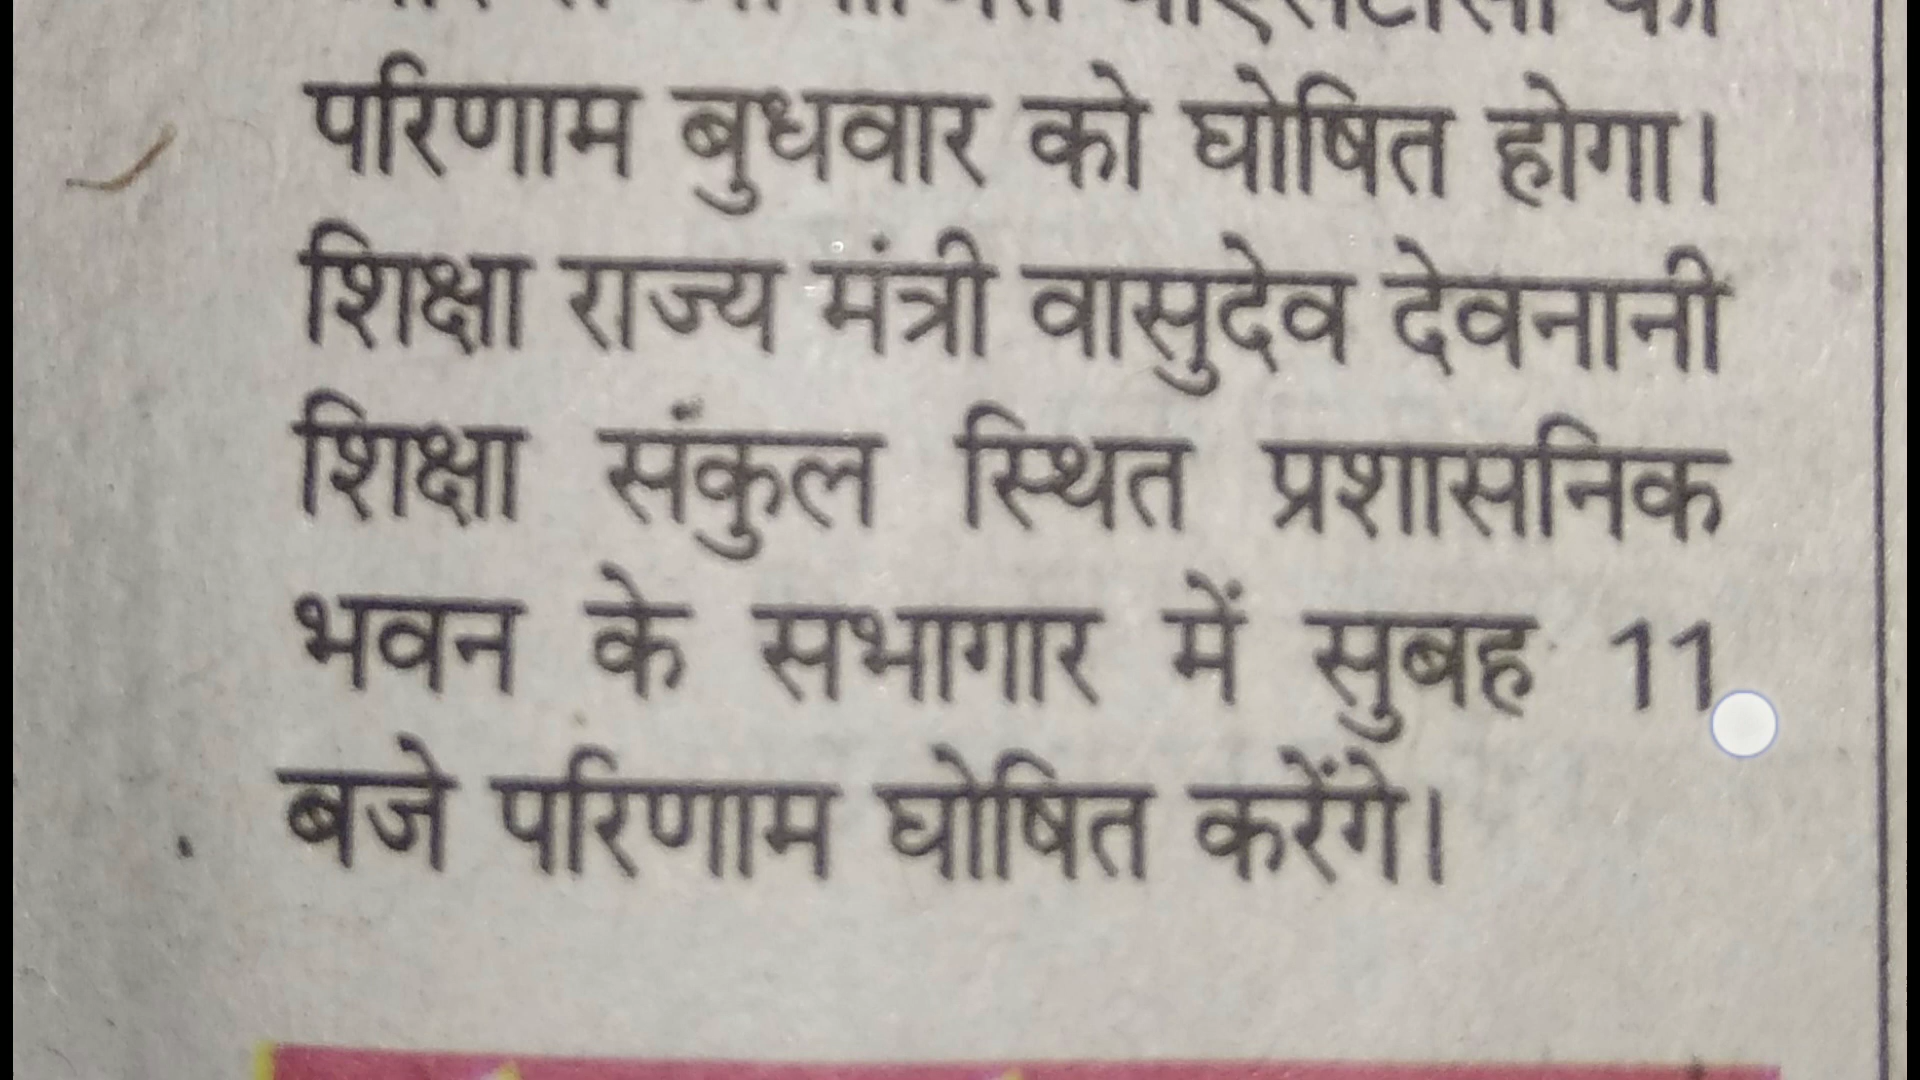 परिणाम बुधवार को घोषित होगा।
शिक्षा राज्य मंत्री वासुदेव देवनानी
शिक्षा संकुल स्थित प्रशासनिक
भवन के सभागार में सुबह 11
बजे परिणाम घोषित करेंगे।